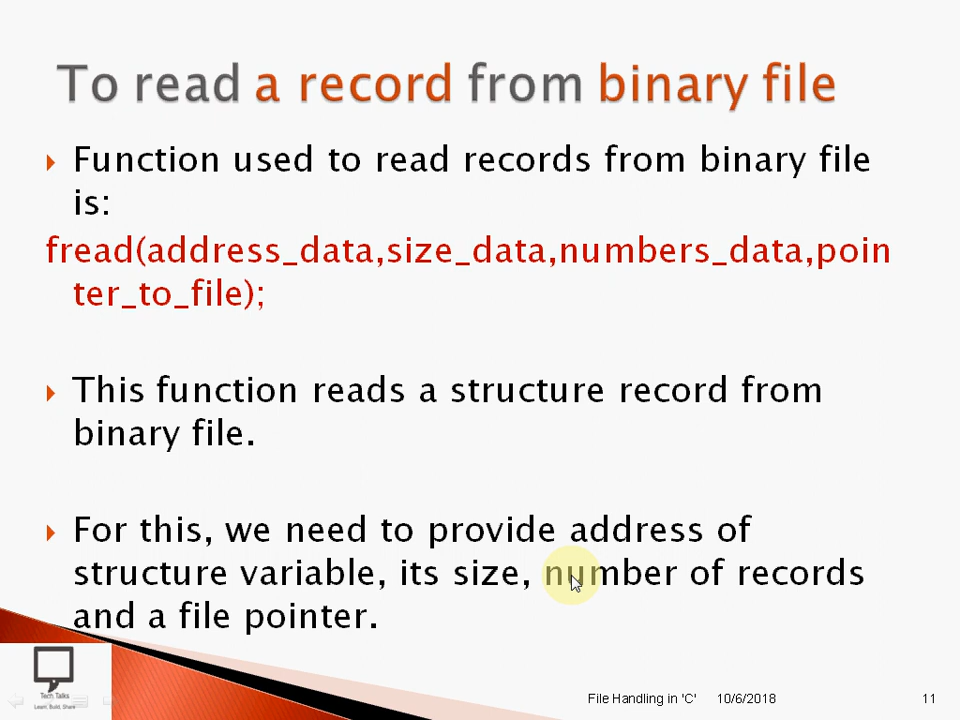 To read a record from binary file
Function used to read records from binary file
is:
fread(address_data,size_data,numbers_data,poin
ter_to_file);
This function reads a structure record from
binary file.
For this, we need to provide address of
structure variable, its size, number of records
and a file pointer.
Tech Talks
Learn. Build. Share
File Handling in 'C' 10/6/2018 11